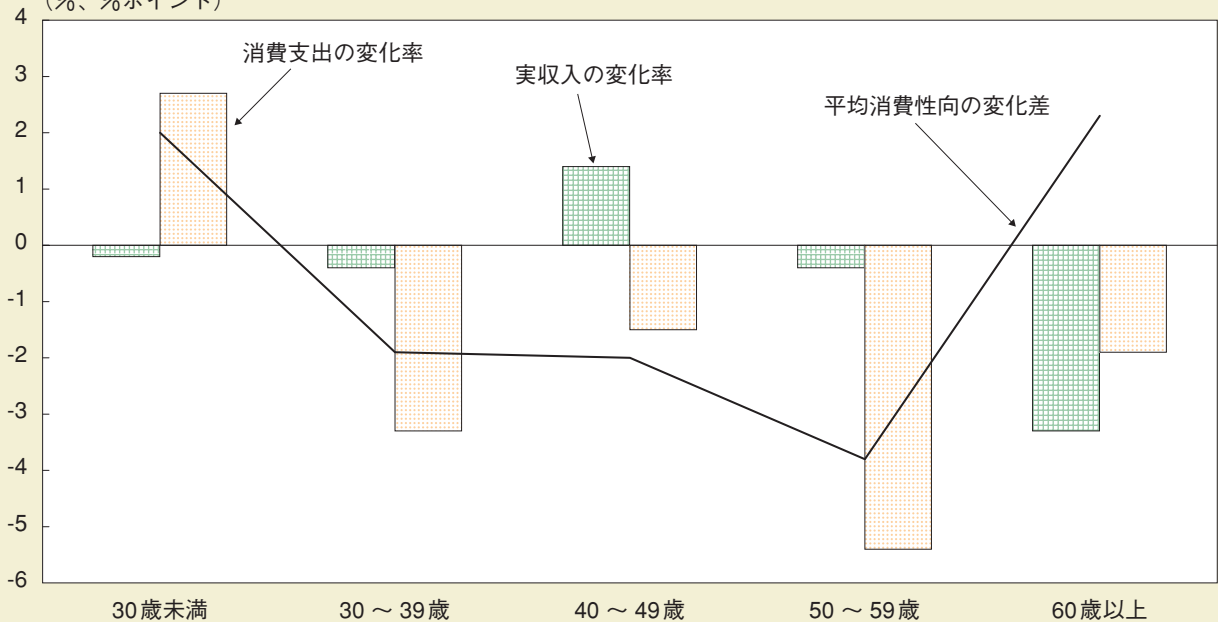 （%、%ポイント）
4
3
2
1
0
-1
-2
-3
-4
-5
-6
消費支出の変化率
実収入の変化率
平均消費性向の変化差
30歳未満
30 ～ 39歳
40 ～ 49歳
50 ～ 59歳
60歳以上